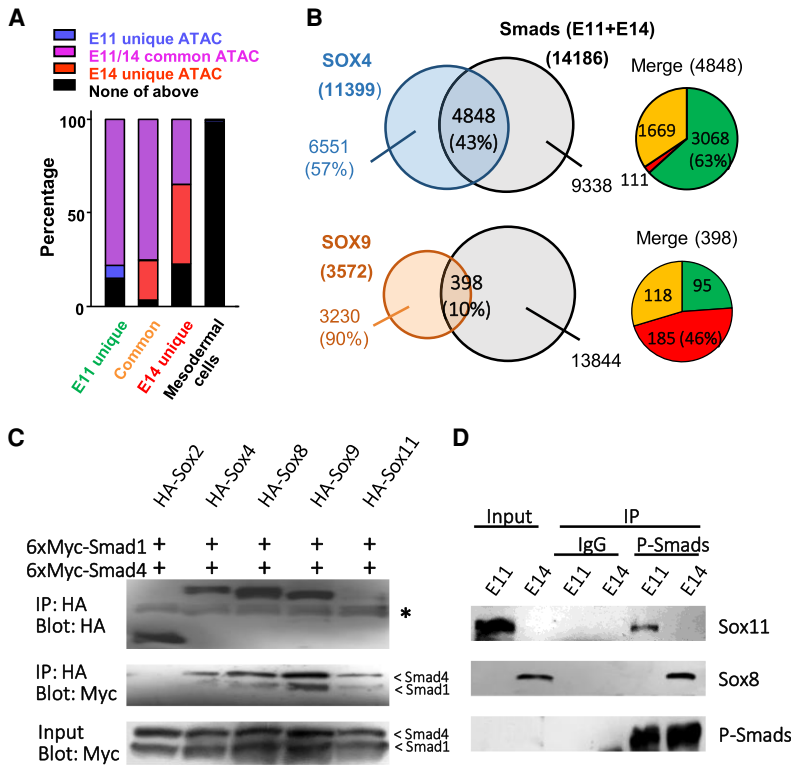 A
E11 unique ATAC
E11/14 common ATAC
E14 unique ATAC
None of above
Percentage
100
50
0
E11 unique
Common
E14 unique
Mesodermal
cells
B
Smads (E11+E14)
(14186)
SOX4
(11399)
4848
(43%)
6551
(57%)
9338
Merge (4848)
1669
3068
(63%)
111
SOX9
(3572)
398
(10%)
3230
(90%)
13844
Merge (398)
118
95
185 (46%)
C
HA-Sox2
HA-Sox4
HA-Sox8
HA-Sox9
HA-Sox11
6xMyc-Smad1 + + + + +
6xMyc-Smad4 + + + + +
IP: HA
Blot: HA
*
IP: HA
Blot: Myc
< Smad4
< Smad1
Input
Blot: Myc
< Smad4
< Smad1
D
Input IP
IgG P-Smads
E11 E14 E11 E14 E11 E14
Sox11
Sox8
P-Smads